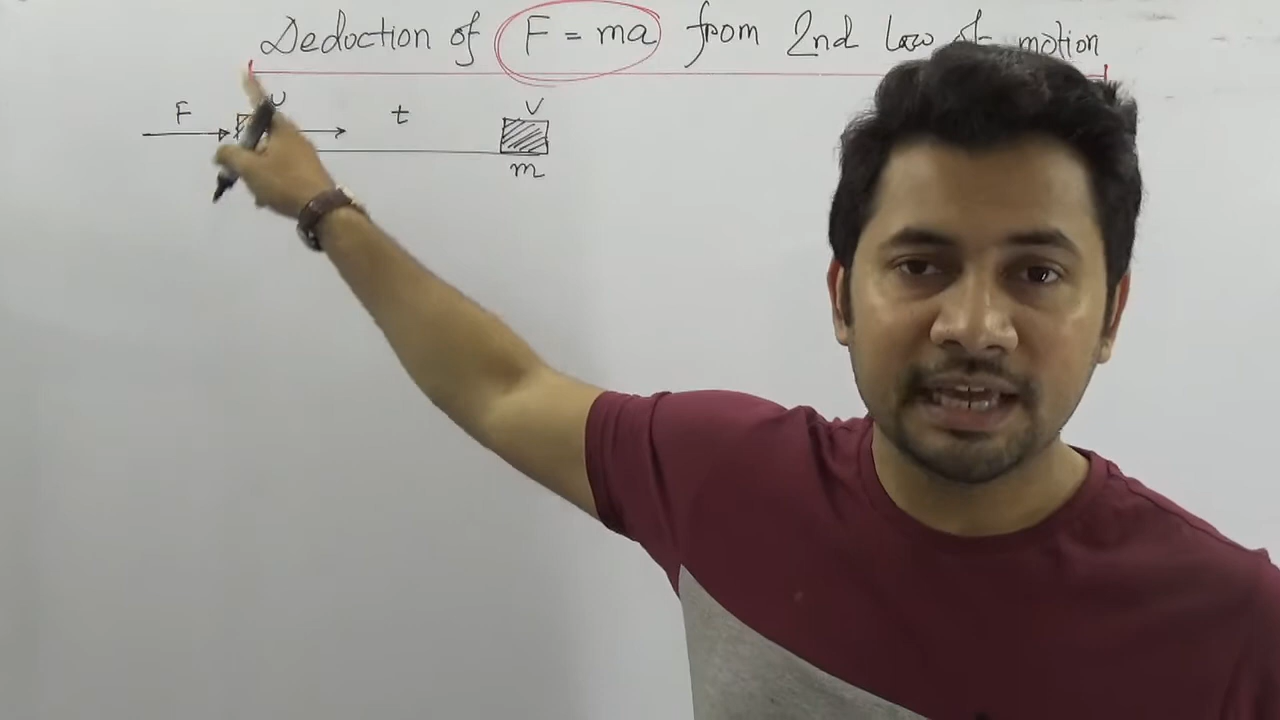 Deduction of F = ma from 2nd law of motion
F U t V
m